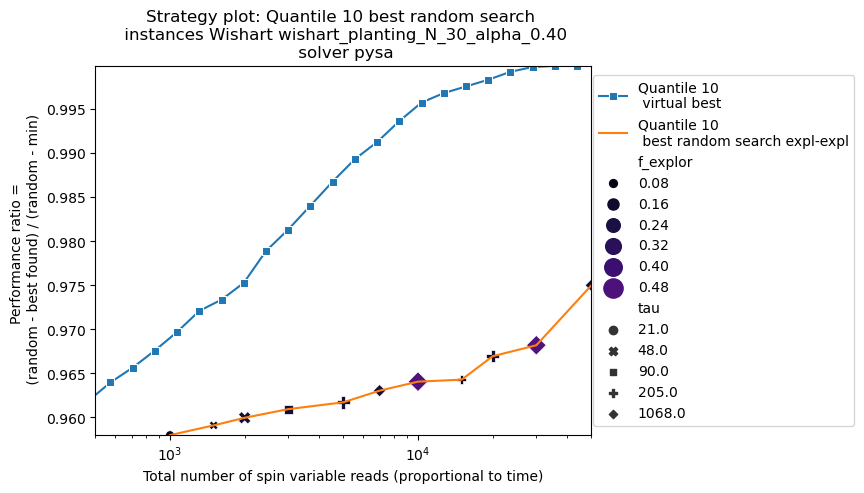 Strategy plot: Quantile 10 best random search
instances Wishart wishart_planting_N_30_alpha_0.40
solver pysa
Performance ratio =
(random - best found) / (random - min)
0.995
0.990
0.985
0.980
0.975
0.970
0.965
0.960
10³
10⁴
Total number of spin variable reads (proportional to time)
Quantile 10
virtual best
Quantile 10
best random search expl-expl
f_explor
0.08
0.16
0.24
0.32
0.40
0.48
tau
21.0
48.0
90.0
205.0
1068.0